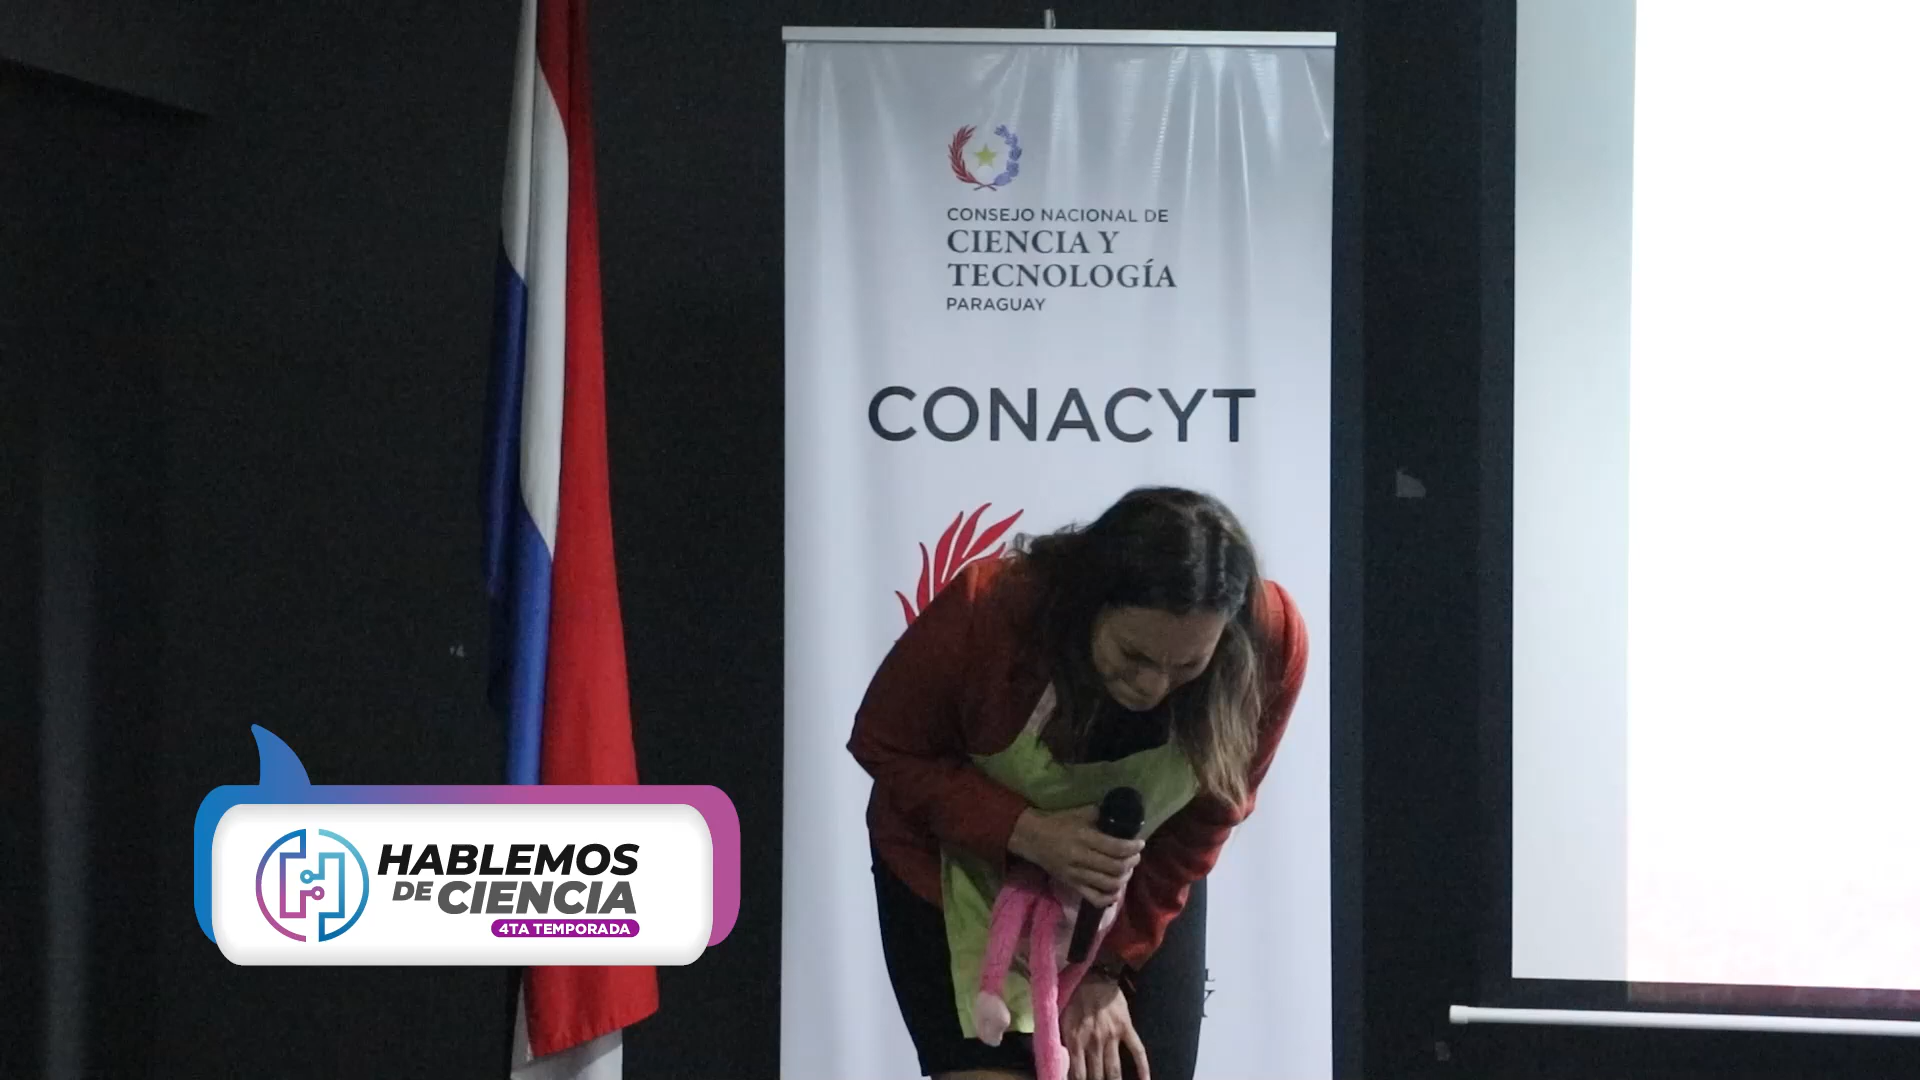 CONSEJO NACIONAL DE
CIENCIA Y
TECNOLOGÍA
PARAGUAY
CONACYT
HABLEMOS
DE CIENCIA
4TA TEMPORADA